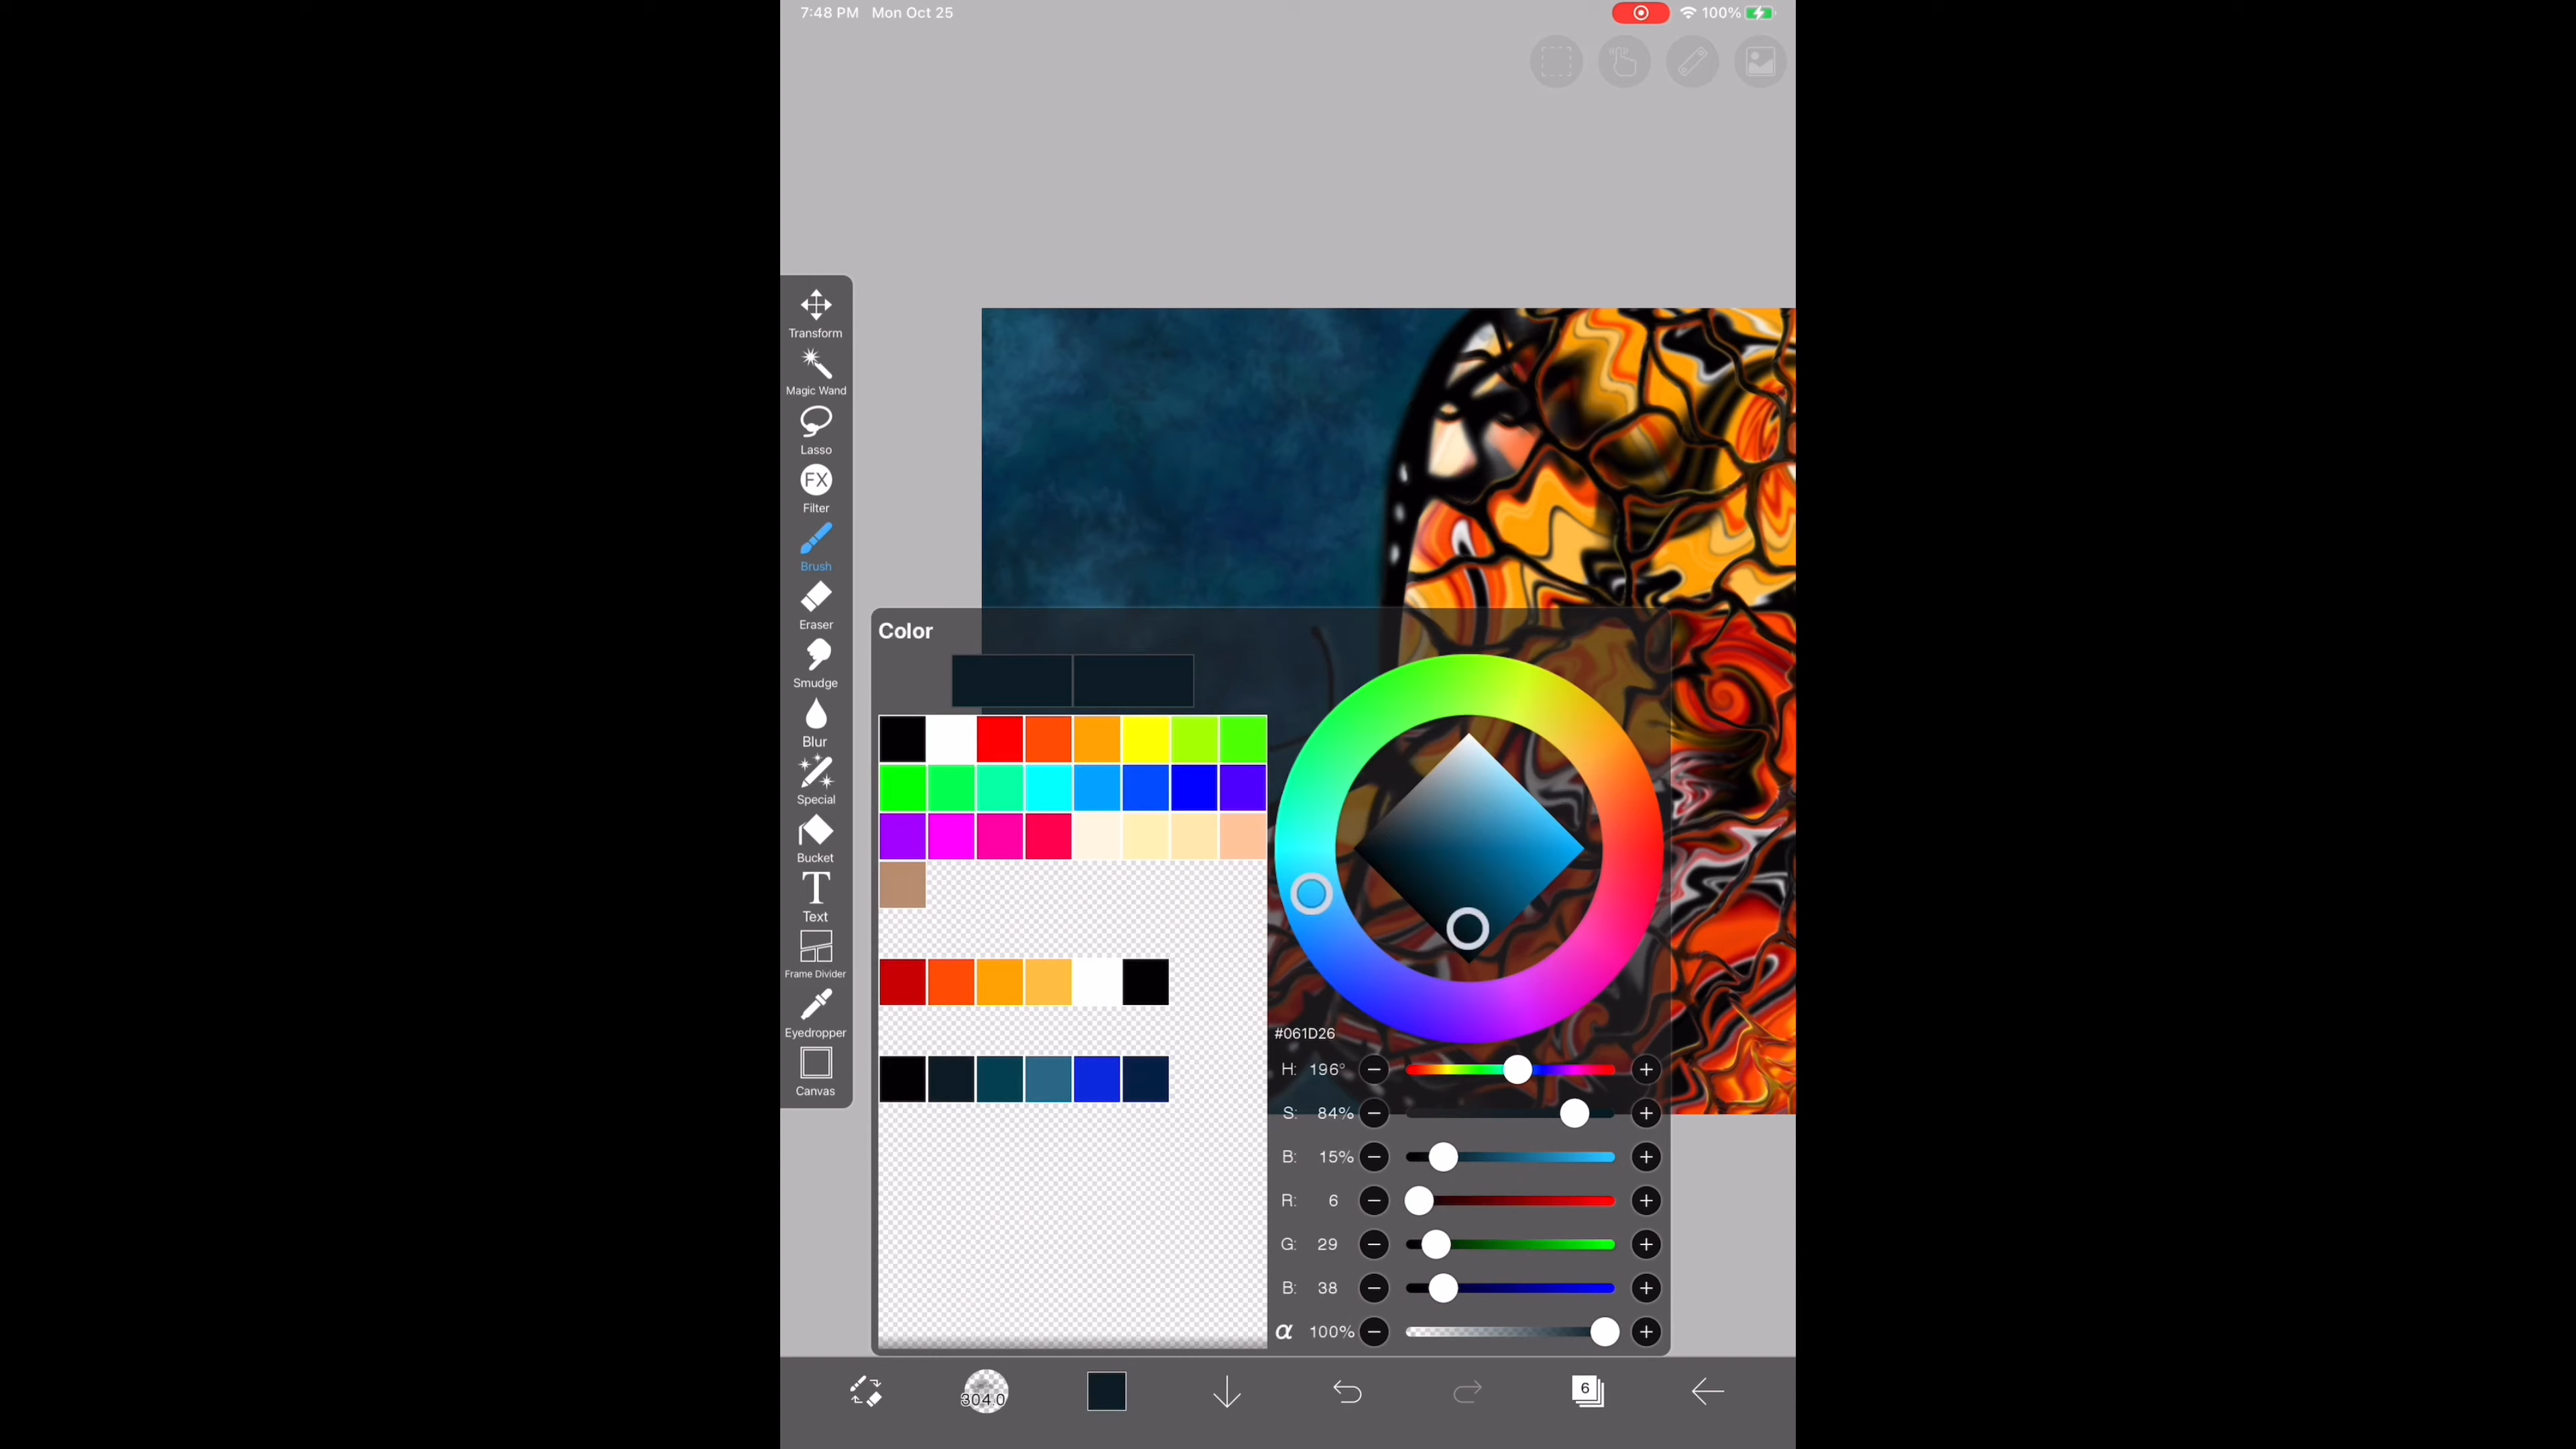 7:48 PM Mon Oct 25
100%
Transform
Magic Wand
Lasso
FX
Filter
Brush
Eraser
Smudge
Blur
Special
Bucket
T
Text
Frame Divider
Eyedropper
Canvas
Color
#061D26
H: 196°
S: 84%
B: 15%
R: 6
G: 29
B: 38
α 100%
304.0
6